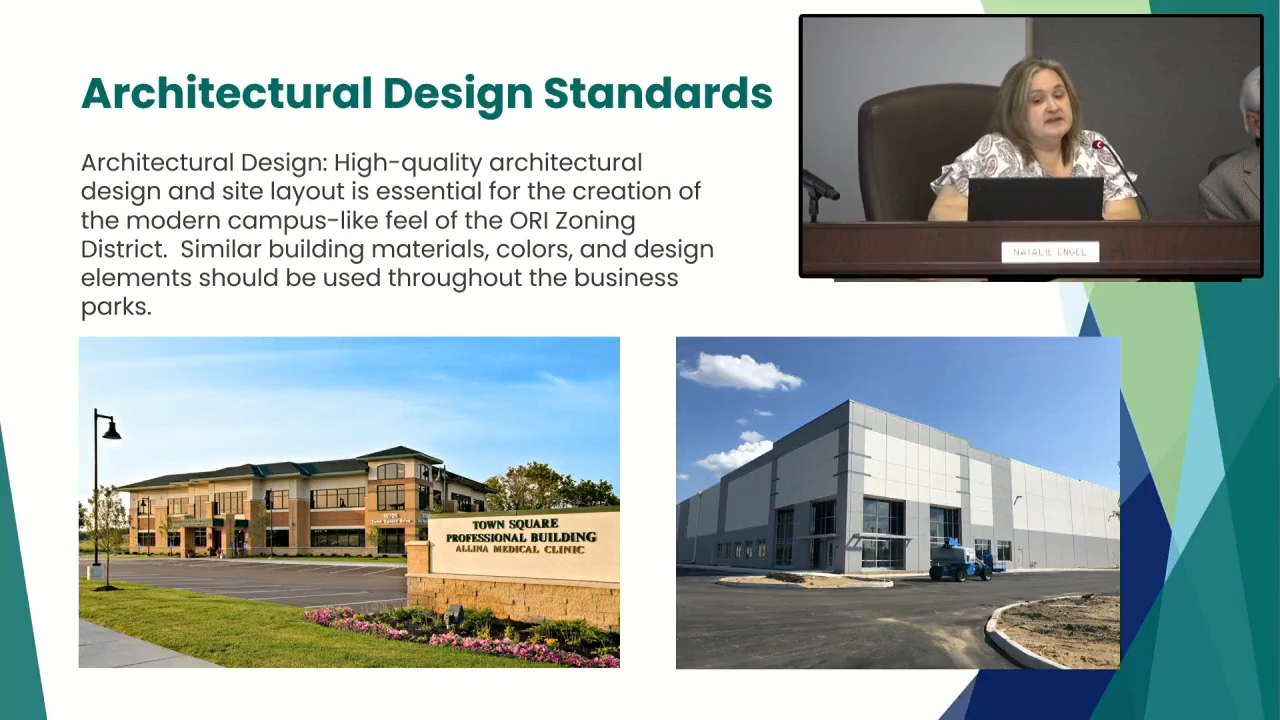 Architectural Design Standards
Architectural Design: High-quality architectural
design and site layout is essential for the creation of
the modern campus-like feel of the ORI Zoning
District.  Similar building materials, colors, and design
elements should be used throughout the business
parks.
NATALIE ENGEL
TOWN SQUARE
PROFESSIONAL BUILDING
ALLINA MEDICAL CLINIC